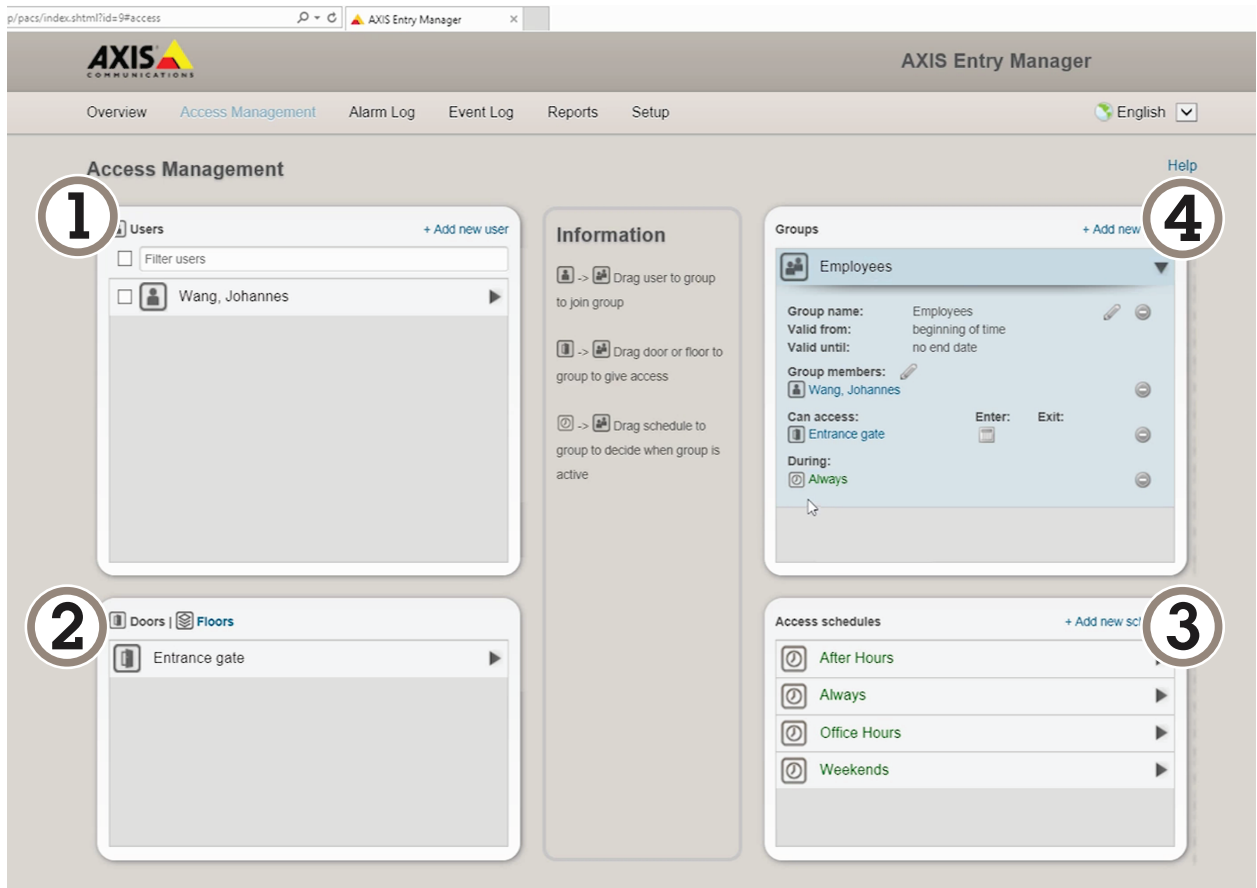 p/pacs/index.shtml?id=9#access
AXIS Entry Manager
AXIS
COMMUNICATIONS
AXIS Entry Manager
Overview Access Management Alarm Log Event Log Reports Setup English
Access Management
Help
1
Users + Add new user
Filter users
Wang, Johannes
Information
-> Drag user to group
to join group
-> Drag door or floor to
group to give access
-> Drag schedule to
group to decide when group is
active
4
Groups + Add new
Employees
Group name: Employees
Valid from: beginning of time
Valid until: no end date
Group members:
Wang, Johannes
Can access: Enter: Exit:
Entrance gate
During:
Always
2
Doors | Floors
Entrance gate
3
Access schedules + Add new sc
After Hours
Always
Office Hours
Weekends